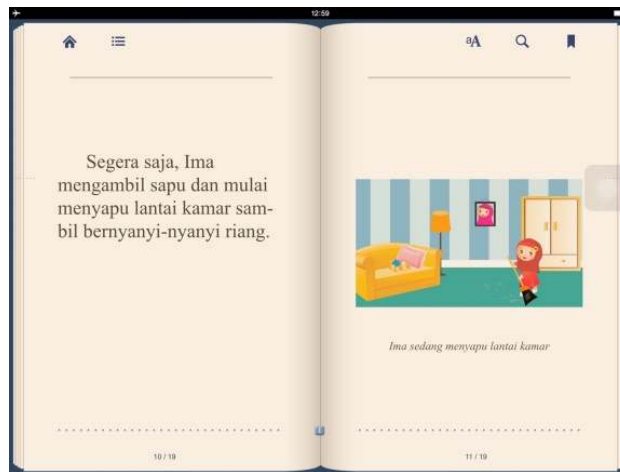 12:59
aA
Segera saja, Ima
mengambil sapu dan mulai
menyapu lantai kamar sam-
bil bernyanyi-nyanyi riang.
10 / 19
Ima sedang menyapu lantai kamar
11 / 19